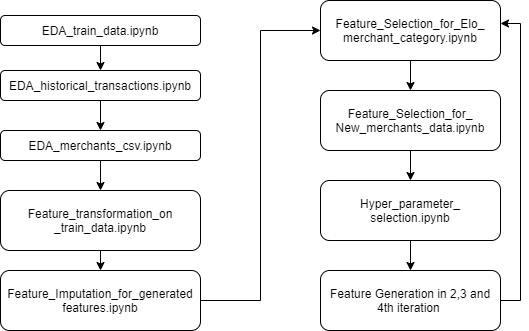 EDA_train_data.ipynb
EDA_historical_transactions.ipynb
EDA_merchants_csv.ipynb
Feature_transformation_on
_train_data.ipynb
Feature_Imputation_for_generated
features.ipynb
Feature_Selection_for_Elo_
merchant_category.ipynb
Feature_Selection_for_
New_merchants_data.ipynb
Hyper_parameter_
selection.ipynb
Feature Generation in 2,3 and
4th iteration